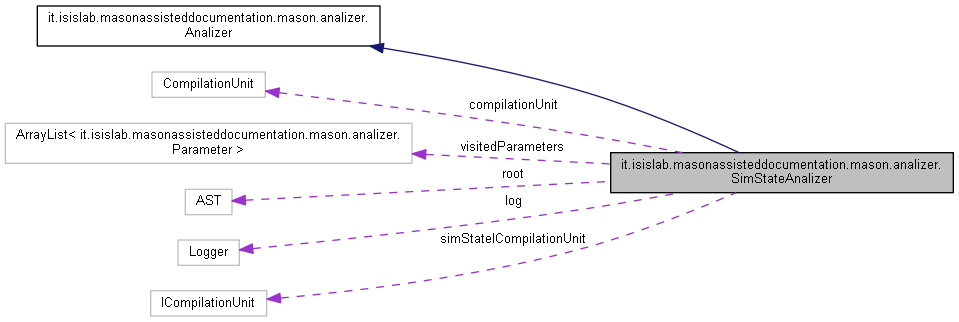 it.isislab.masonassisteddocumentation.mason.analizer.
Analizer
CompilationUnit
compilationUnit
ArrayList< it.isislab.masonassisteddocumentation.mason.analizer.
Parameter >
visitedParameters
it.isislab.masonassisteddocumentation.mason.analizer.
SimStateAnalizer
root
AST
log
Logger
simStateICompilationUnit
ICompilationUnit